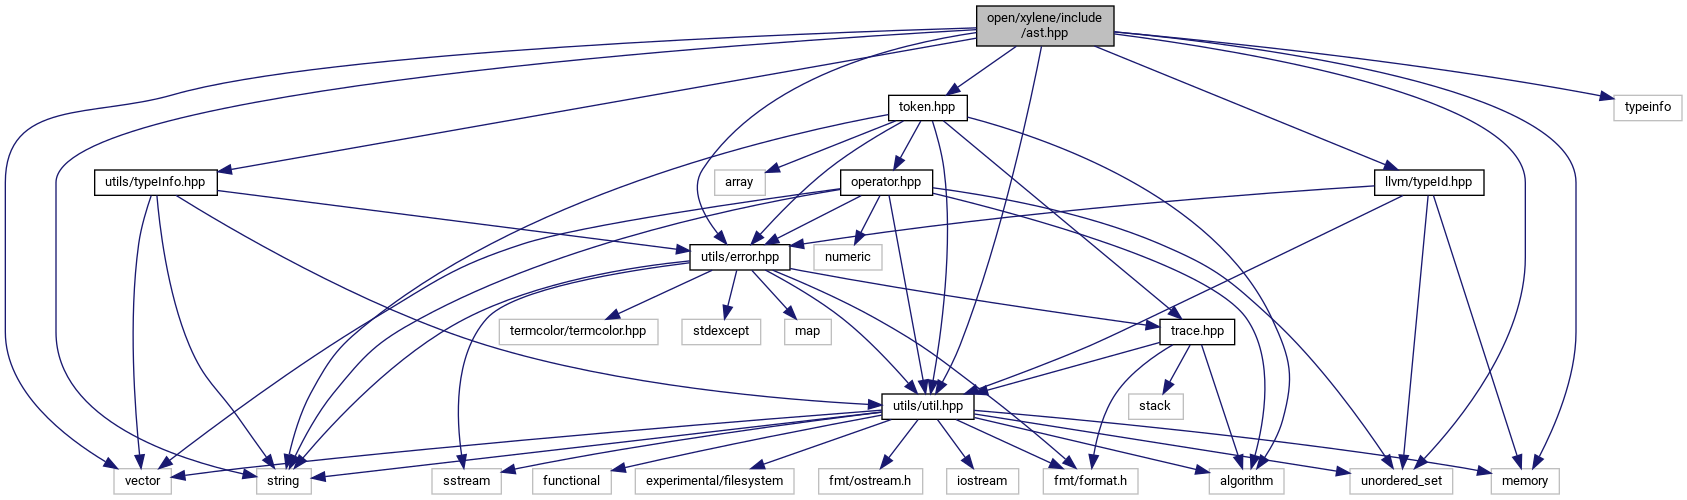 open/xylene/include
/ast.hpp
token.hpp
typeinfo
utils/typeInfo.hpp
array
operator.hpp
llvm/typeId.hpp
utils/error.hpp
numeric
termcolor/termcolor.hpp
stdexcept
map
trace.hpp
utils/util.hpp
stack
vector
string
sstream
functional
experimental/filesystem
fmt/ostream.h
iostream
fmt/format.h
algorithm
unordered_set
memory